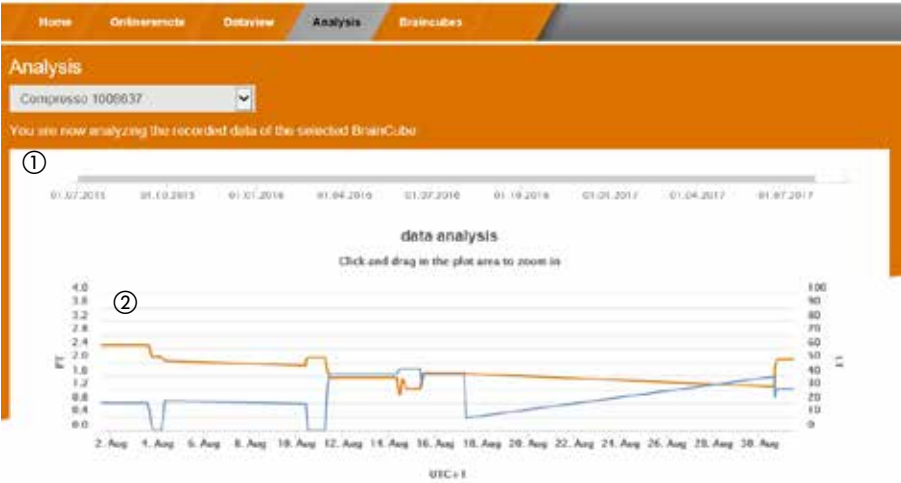 Home Onlineremote Dataview Analysis Braincubes
Analysis
Compresso 1008637
You are now analyzing the recorded data of the selected BrainCube
①
01.07.2015 01.10.2015 01.01.2016 01.04.2016 01.07.2016 01.10.2016 01.01.2017 01.04.2017 01.07.2017
data analysis
Click and drag in the plot area to zoom in
②
4.0 100
3.8 90
3.2 80
2.8 70
2.4 60
2.0 50
1.8 40
1.2 30
0.8 20
0.4 10
0.0 0
PT
LT
2. Aug 4. Aug 6. Aug 8. Aug 10. Aug 12. Aug 14. Aug 16. Aug 18. Aug 20. Aug 22. Aug 24. Aug 26. Aug 28. Aug 30. Aug
UTC+1